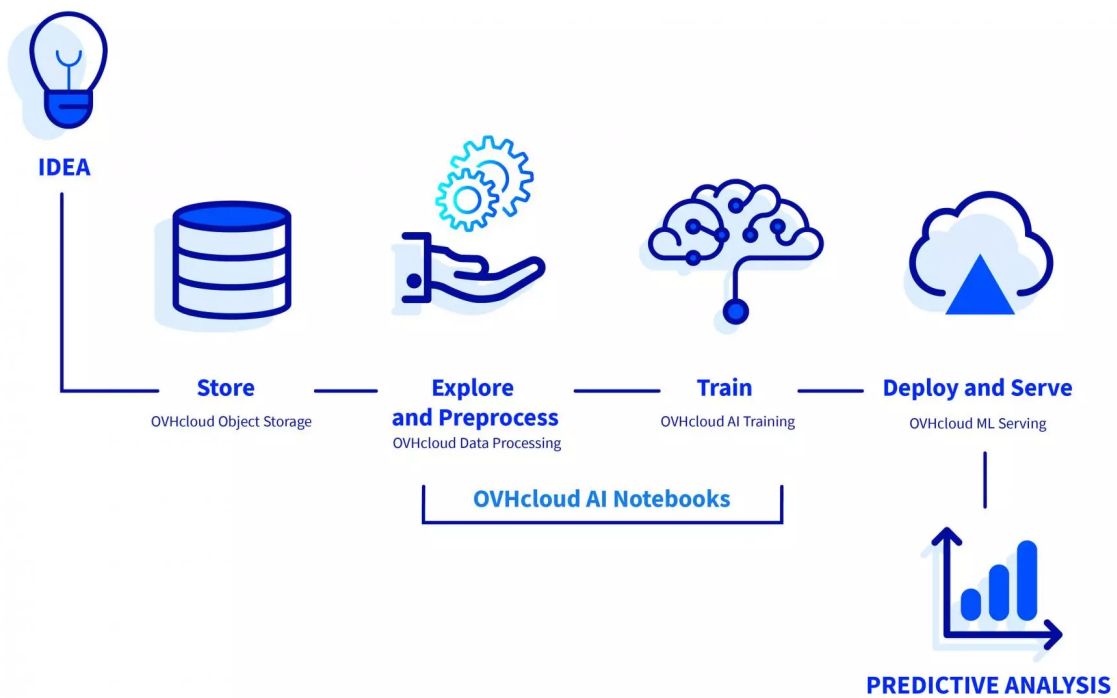 IDEA
Store
OVHcloud Object Storage
Explore
and Preprocess
OVHcloud Data Processing
Train
OVHcloud AI Training
Deploy and Serve
OVHcloud ML Serving
OVHcloud AI Notebooks
PREDICTIVE ANALYSIS